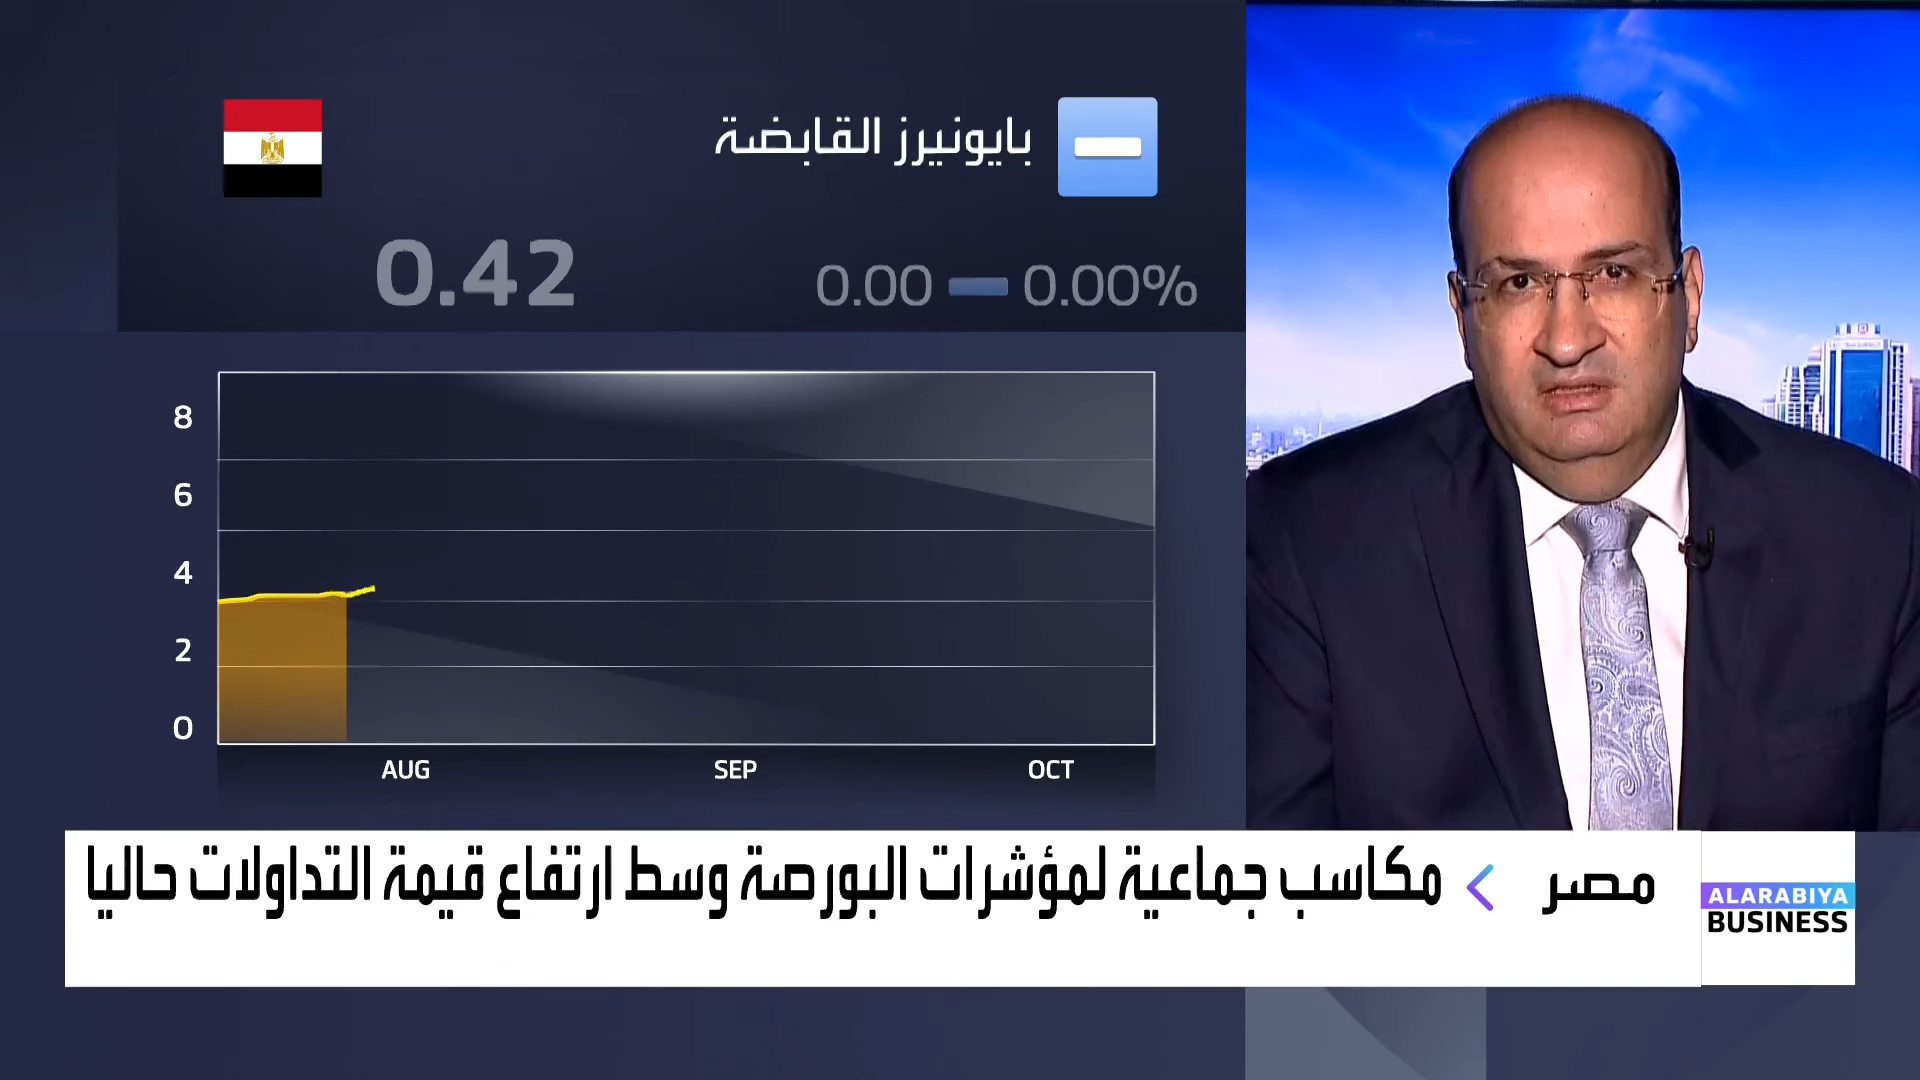 بايونيرز القابضة
0.42
0.00
0.00%
8
6
4
2
0
AUG
SEP
OCT
مصر
مكاسب جماعية لمؤشرات البورصة وسط ارتفاع قيمة التداولات حاليا
ALARABIYA
BUSINESS